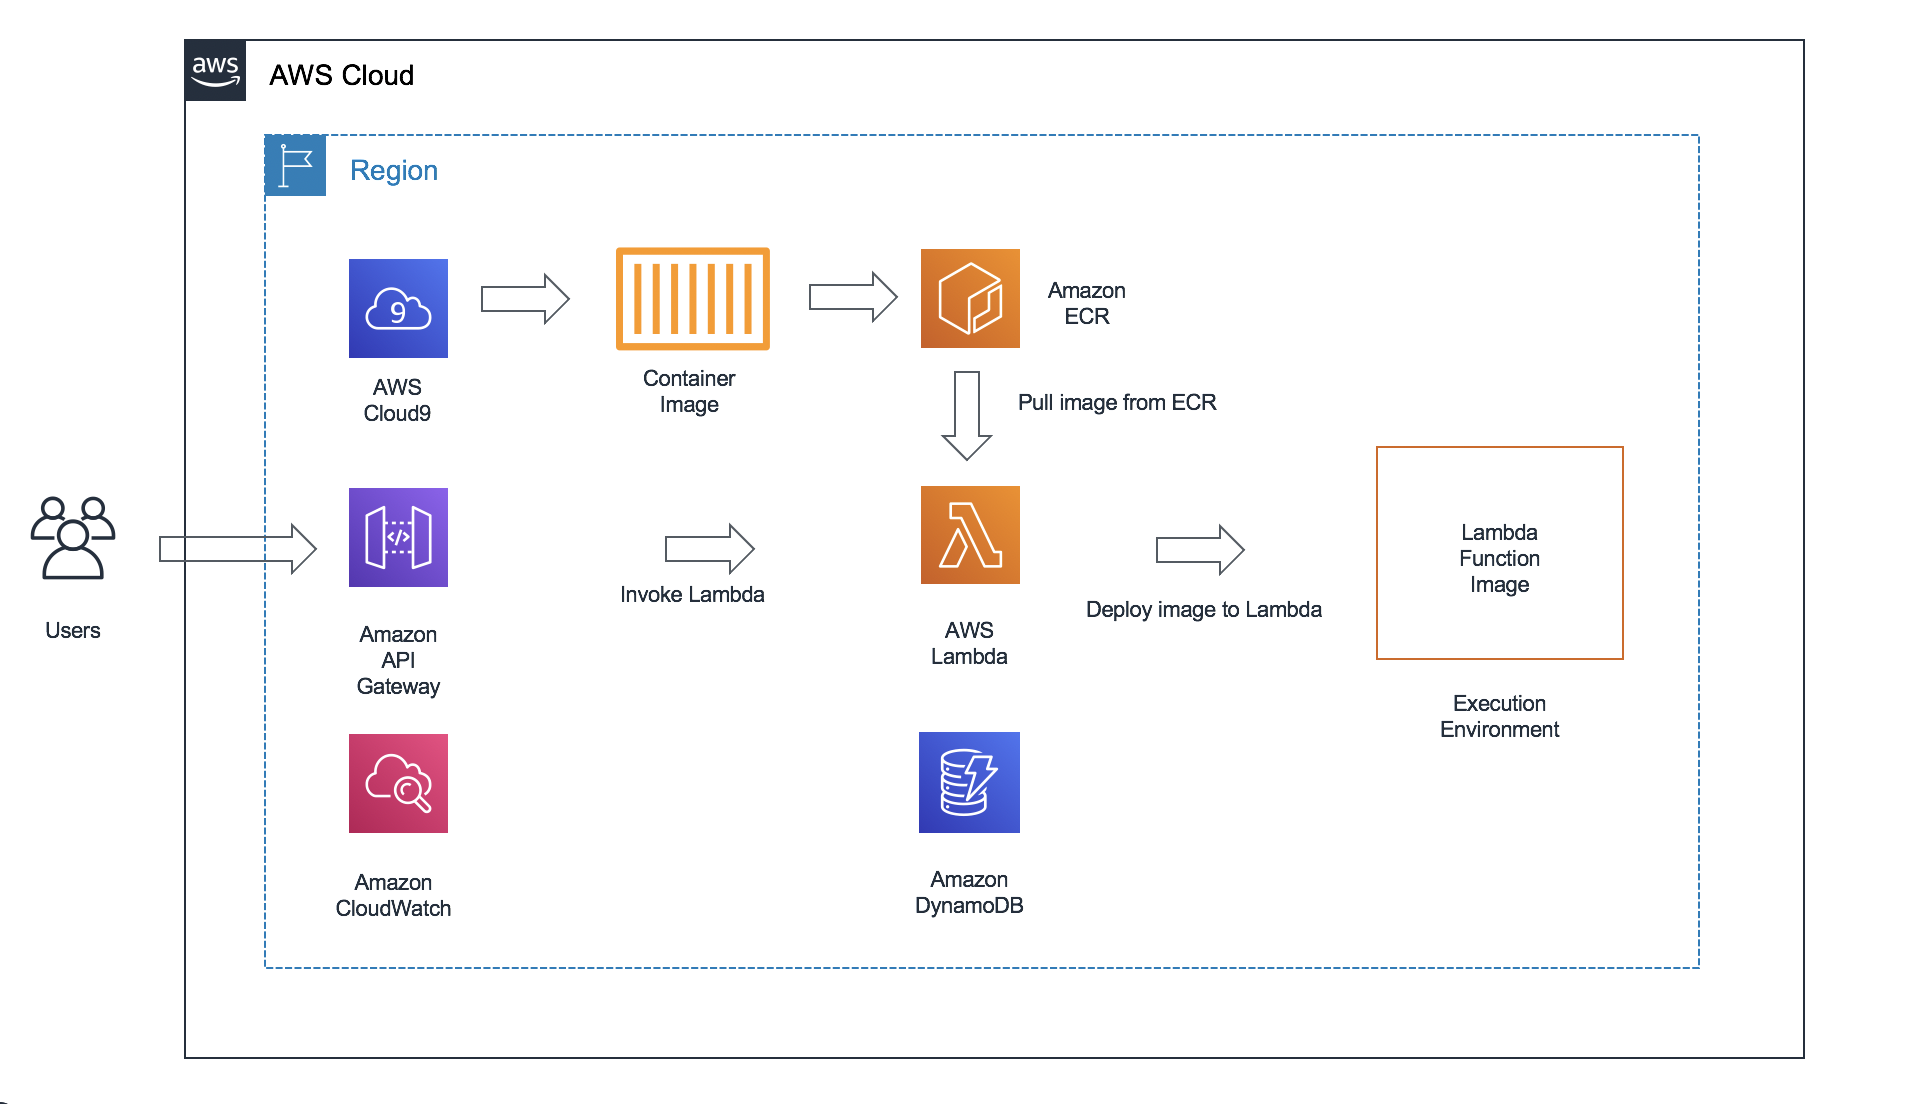 aws
AWS Cloud
Region
9
AWS
Cloud9
Container
Image
Amazon
ECR
Pull image from ECR
Users
</>
Amazon
API
Gateway
Invoke Lambda
AWS
Lambda
Deploy image to Lambda
Lambda
Function
Image
Execution
Environment
Amazon
CloudWatch
Amazon
DynamoDB